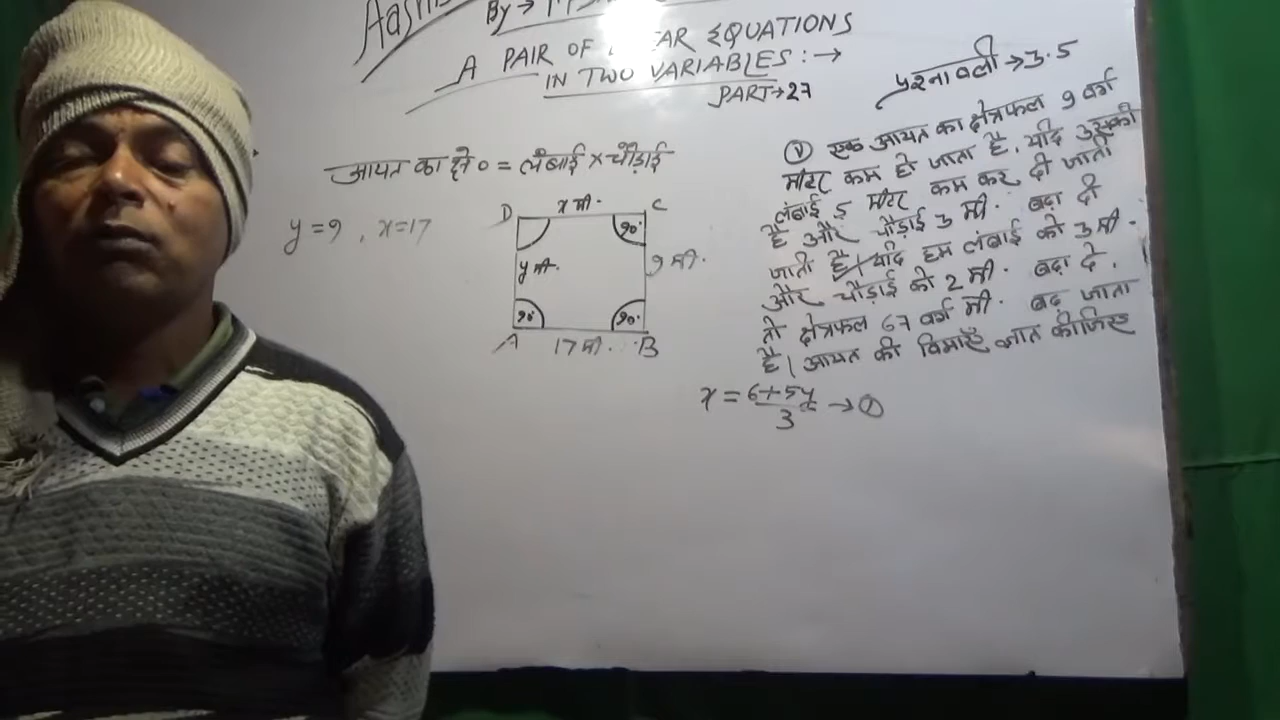 By →
A PAIR OF EQUATIONS
IN TWO VARIABLES : →
PART → 27
प्रश्नावली → 3.5
आयत का क्षे० = लंबाई × चौड़ाई
y = 9 , x = 17
D x मी. C
90°
y मी. 9 मी.
90° 90°
A 17 मी. B
एक आयत का क्षेत्रफल 9 वर्ग
मीटर कम हो जाता है, यदि उसकी
लंबाई 5 मीटर कम कर दी जाती
है और चौड़ाई 3 मी. बढ़ा दी
जाती है। यदि हम लंबाई को 3 मी.
और चौड़ाई को 2 मी. बढ़ा दे,
तो क्षेत्रफल 67 वर्ग मी. बढ़ जाता
है। आयत की विमाएँ ज्ञात कीजिए
x = 6+5y → ①
3